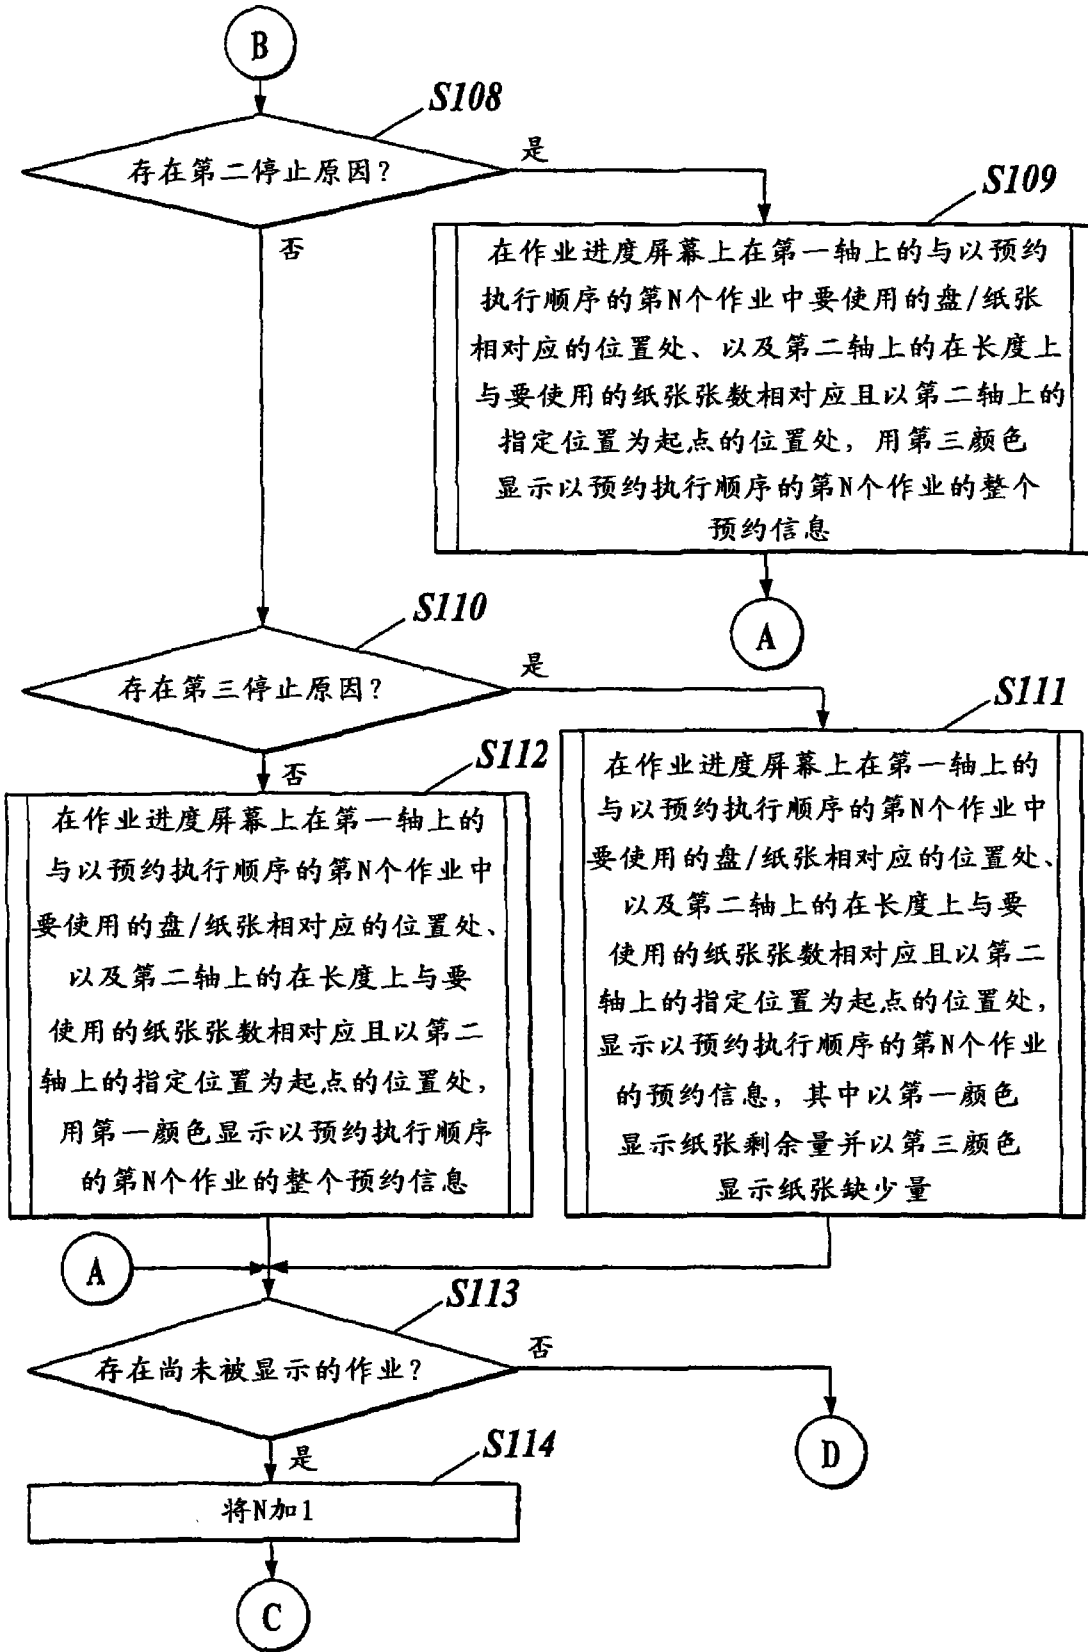 B
S108
存在第二停止原因?
是
否
S109
在作业进度屏幕上在第一轴上的与以预约
执行顺序的第N个作业中要使用的盘/纸张
相对应的位置处、以及第二轴上的在长度上
与要使用的纸张张数相对应且以第二轴上的
指定位置为起点的位置处，用第三颜色
显示以预约执行顺序的第N个作业的整个
预约信息
A
S110
存在第三停止原因?
是
否
S111
在作业进度屏幕上在第一轴上的
与以预约执行顺序的第N个作业中
要使用的盘/纸张相对应的位置处、
以及第二轴上的在长度上与要
使用的纸张张数相对应且以第二
轴上的指定位置为起点的位置处，
显示以预约执行顺序的第N个作业
的预约信息，其中以第一颜色
显示纸张剩余量并以第三颜色
显示纸张缺少量
S112
在作业进度屏幕上在第一轴上的
与以预约执行顺序的第N个作业中
要使用的盘/纸张相对应的位置处、
以及第二轴上的在长度上与要
使用的纸张张数相对应且以第二
轴上的指定位置为起点的位置处，
用第一颜色显示以预约执行顺序
的第N个作业的整个预约信息
A
S113
存在尚未被显示的作业?
否
是
D
S114
将N加1
C